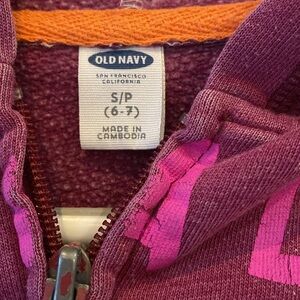 OLD NAVY
SAN FRANCISCO
CALIFORNIA
S/P
(6-7)
MADE IN
CAMBODIA